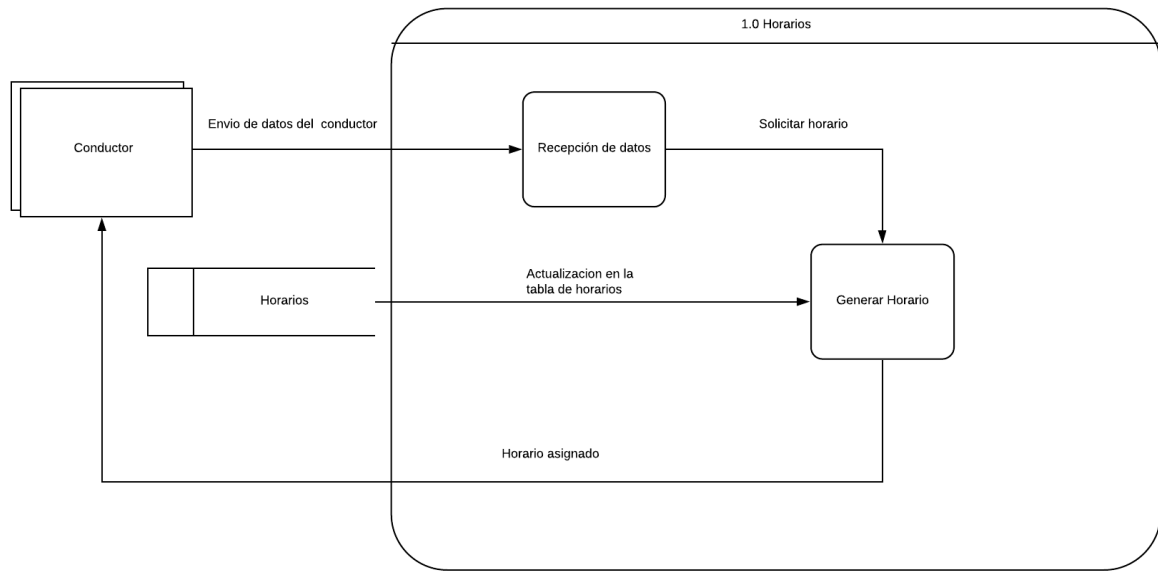 1.0 Horarios
Envio de datos del conductor
Solicitar horario
Conductor
Recepción de datos
Actualizacion en la
tabla de horarios
Horarios
Generar Horario
Horario asignado